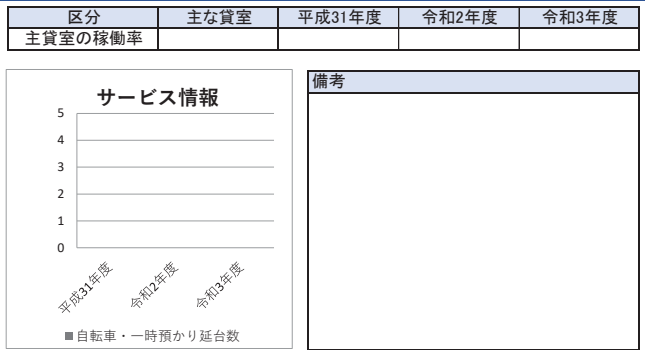 区分 主な貸室 平成31年度 令和2年度 令和3年度
主貸室の稼働率
サービス情報
5
4
3
2
1
0
平成31年度 令和2年度 令和3年度
■自転車・一時預かり延台数
備考